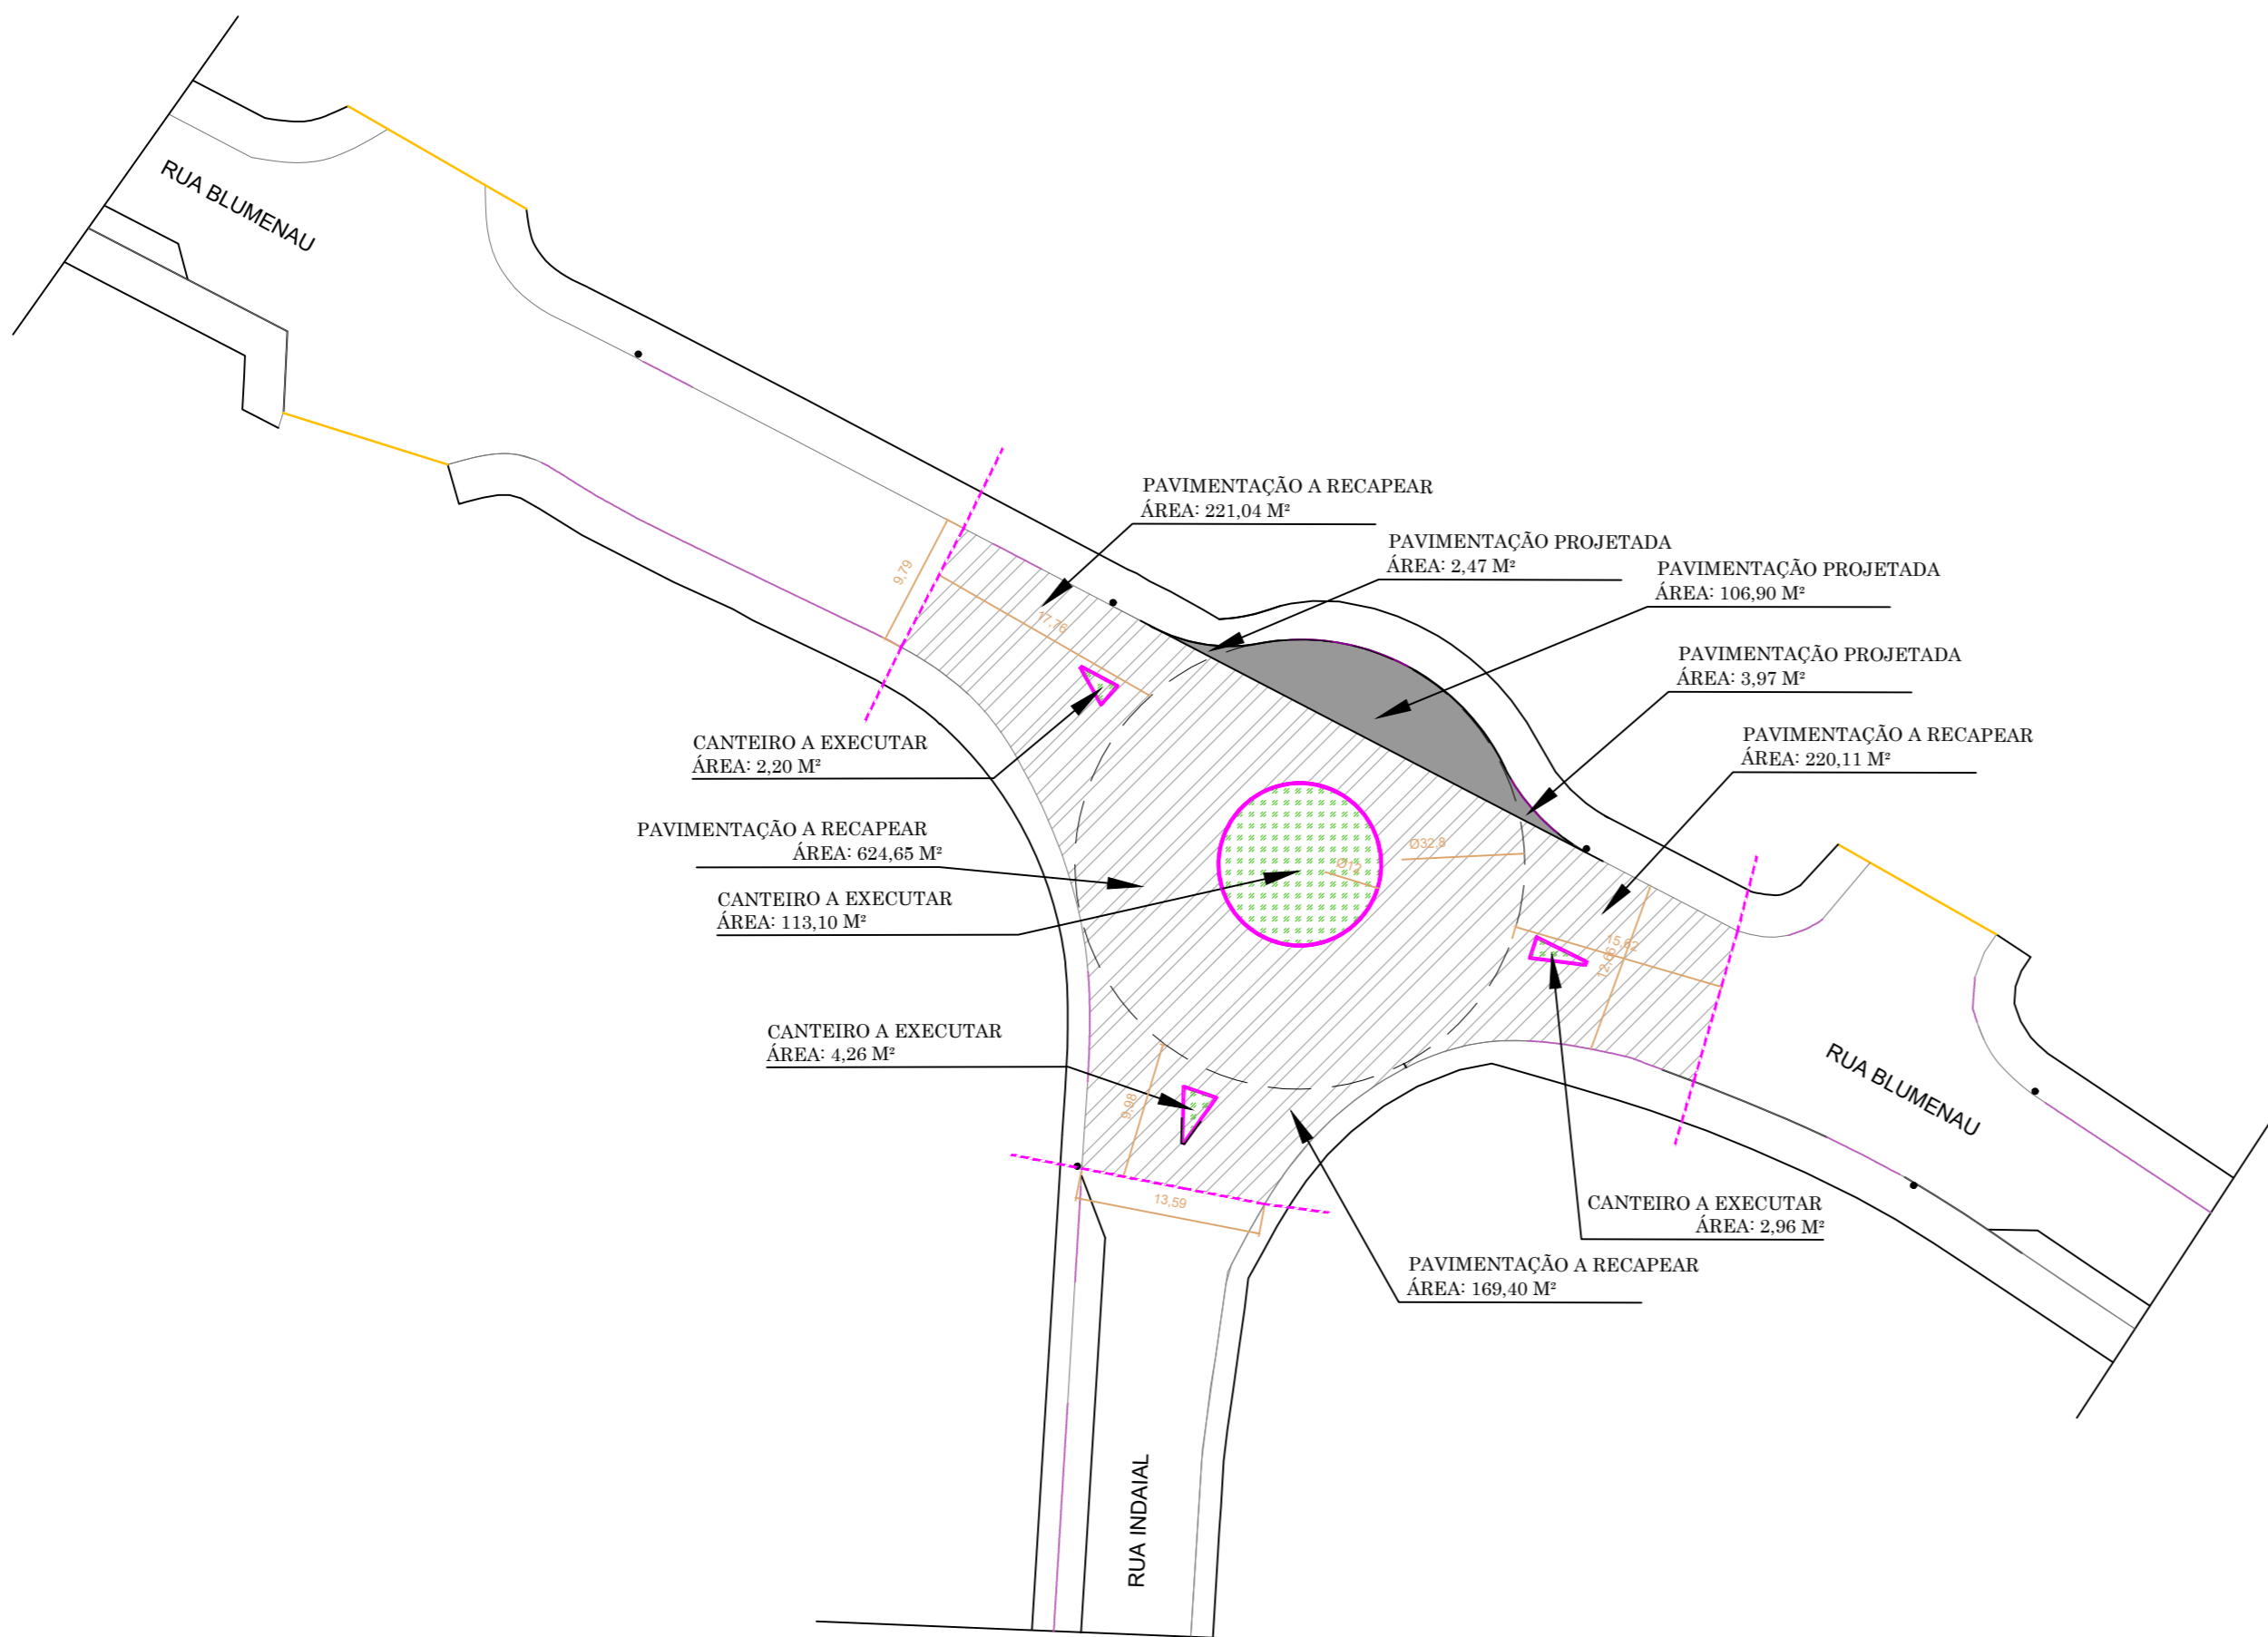 RUA BLUMENAU
PAVIMENTAÇÃO A RECAPEAR
ÁREA: 221,04 M²
PAVIMENTAÇÃO PROJETADA
ÁREA: 2,47 M²
PAVIMENTAÇÃO PROJETADA
ÁREA: 106,90 M²
9,79
17,76
PAVIMENTAÇÃO PROJETADA
ÁREA: 3,97 M²
CANTEIRO A EXECUTAR
ÁREA: 2,20 M²
PAVIMENTAÇÃO A RECAPEAR
ÁREA: 220,11 M²
PAVIMENTAÇÃO A RECAPEAR
ÁREA: 624,65 M²
Ø32.8
Ø12
CANTEIRO A EXECUTAR
ÁREA: 113,10 M²
15,62
12,66
CANTEIRO A EXECUTAR
ÁREA: 4,26 M²
RUA BLUMENAU
9,98
13,59
CANTEIRO A EXECUTAR
ÁREA: 2,96 M²
PAVIMENTAÇÃO A RECAPEAR
ÁREA: 169,40 M²
RUA INDAIAL